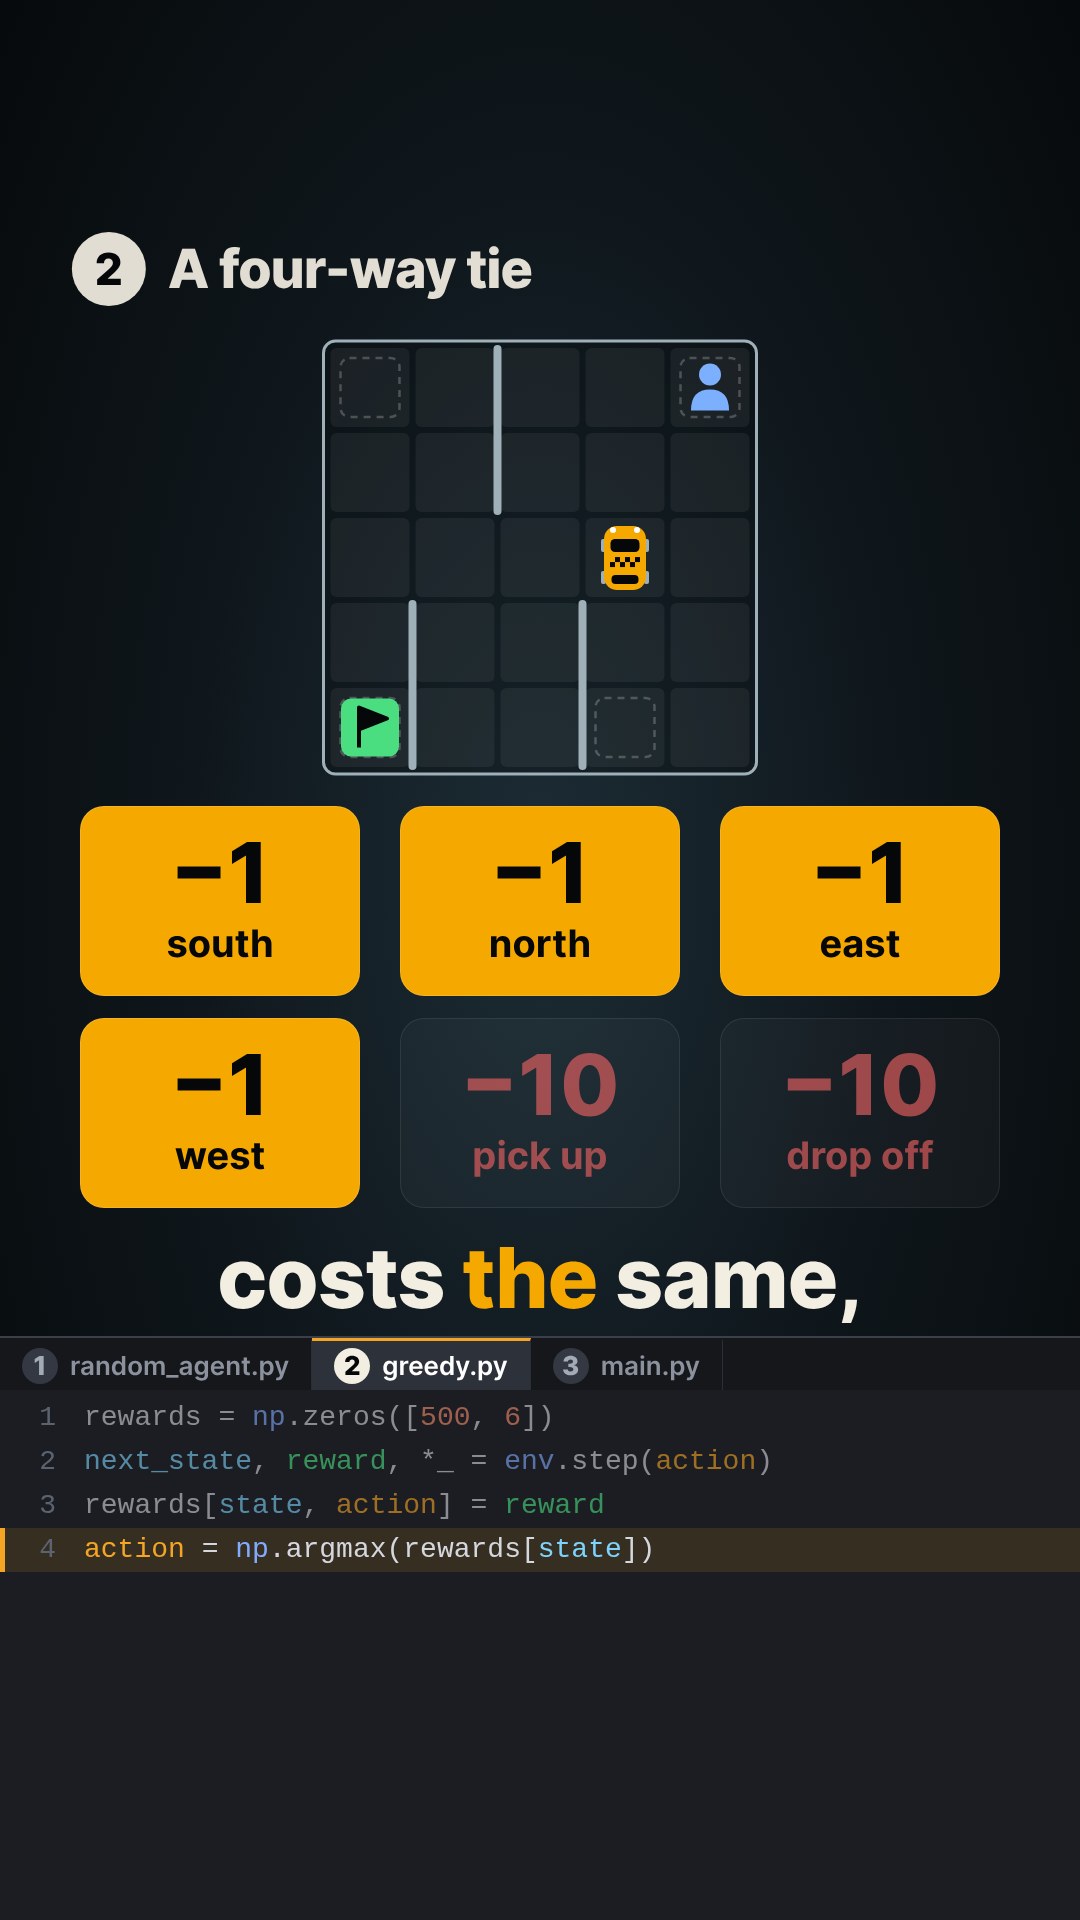 2 A four-way tie
−1 −1 −1
south north east
−1 −10 −10
west pick up drop off
costs the same,
1 random_agent.py 2 greedy.py 3 main.py
1 rewards = np.zeros([500, 6])
2 next_state, reward, *_ = env.step(action)
3 rewards[state, action] = reward
4 action = np.argmax(rewards[state])